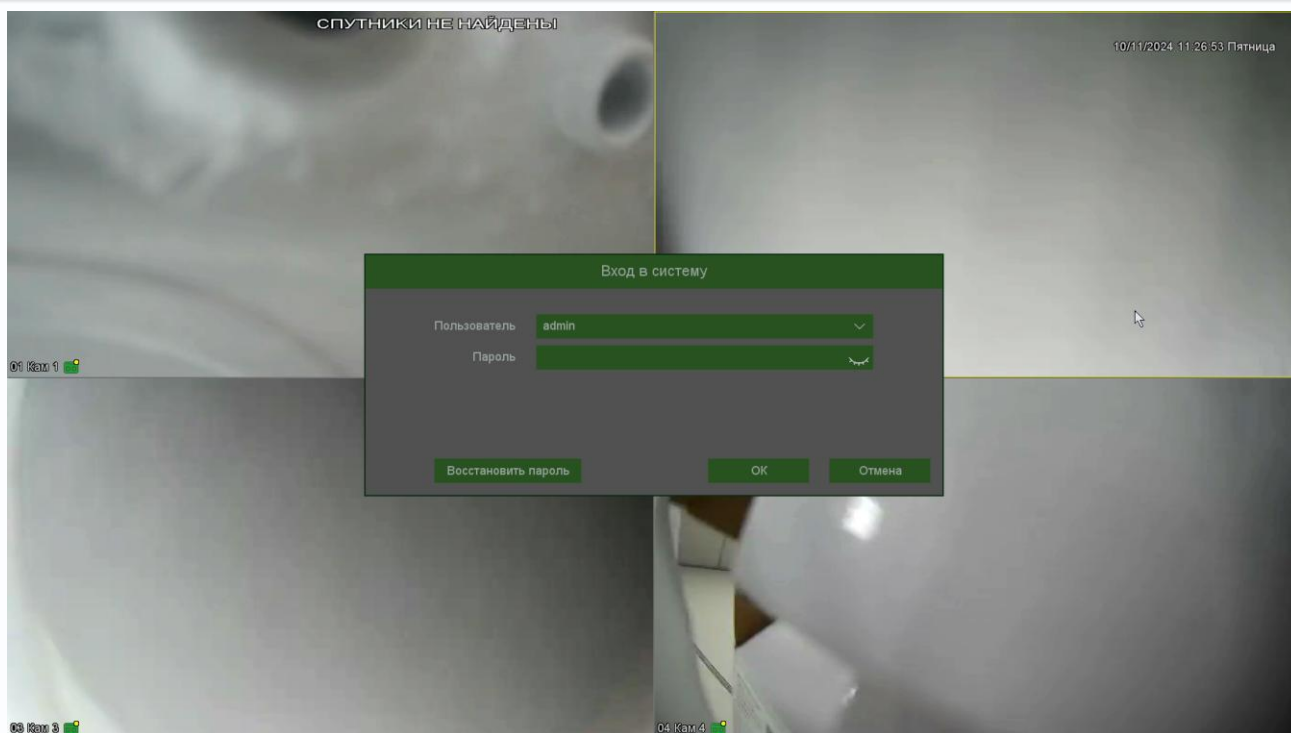 СПУТНИКИ НЕ НАЙДЕНЫ
10/11/2024 11:26:53 Пятница
Вход в систему
Пользователь admin
Пароль
01 Кам 1
Восстановить пароль ОК Отмена
03 Кам 3
04 Кам 4